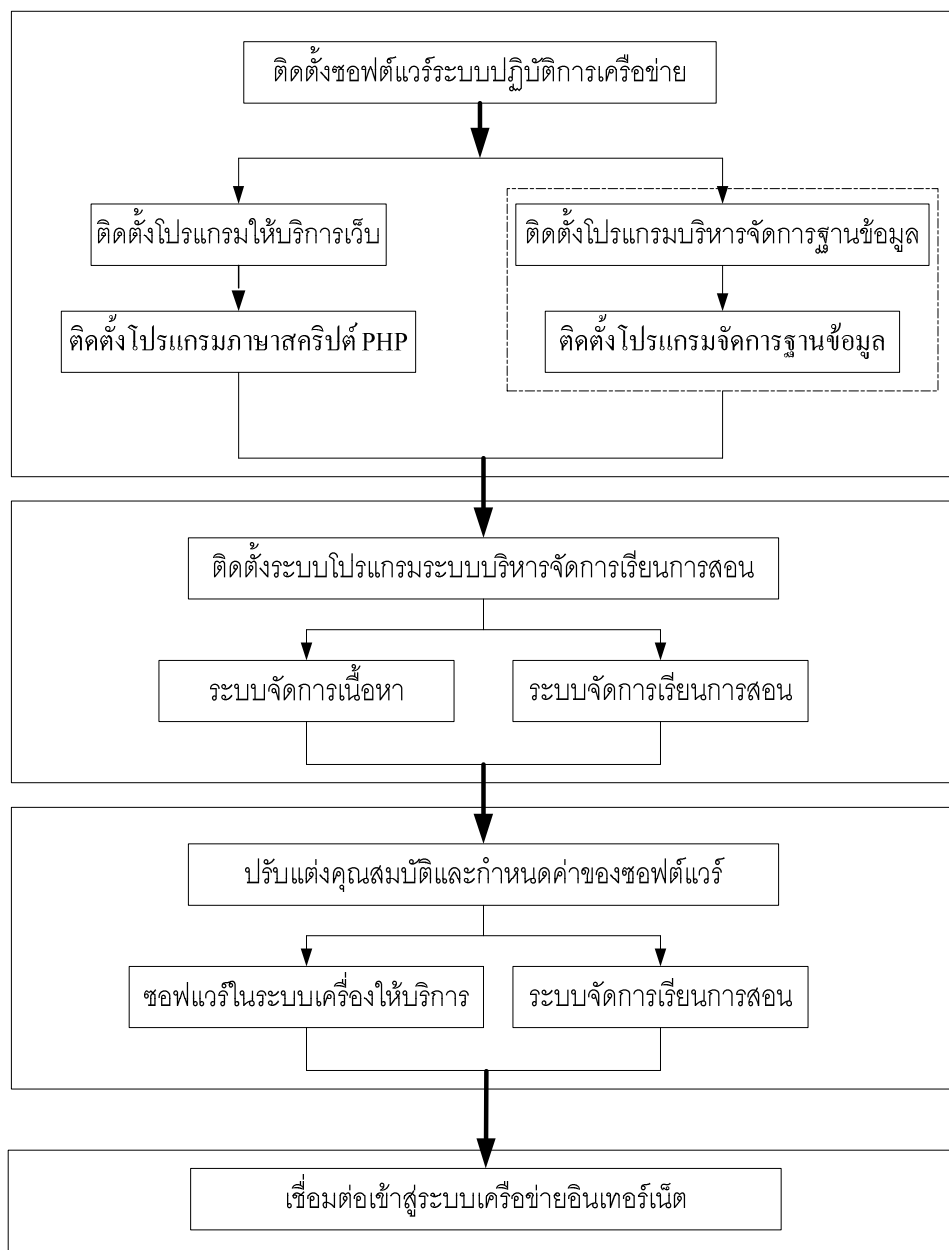 ติดตั้งซอฟต์แวร์ระบบปฏิบัติการเครือข่าย
ติดตั้งโปรแกรมให้บริการเว็บ
ติดตั้งโปรแกรมบริหารจัดการฐานข้อมูล
ติดตั้งโปรแกรมภาษาสคริปต์ PHP
ติดตั้งโปรแกรมจัดการฐานข้อมูล
ติดตั้งระบบโปรแกรมระบบบริหารจัดการเรียนการสอน
ระบบจัดการเนื้อหา
ระบบจัดการเรียนการสอน
ปรับแต่งคุณสมบัติและกำหนดค่าของซอฟต์แวร์
ซอฟแวร์ในระบบเครื่องให้บริการ
ระบบจัดการเรียนการสอน
เชื่อมต่อเข้าสู่ระบบเครือข่ายอินเทอร์เน็ต